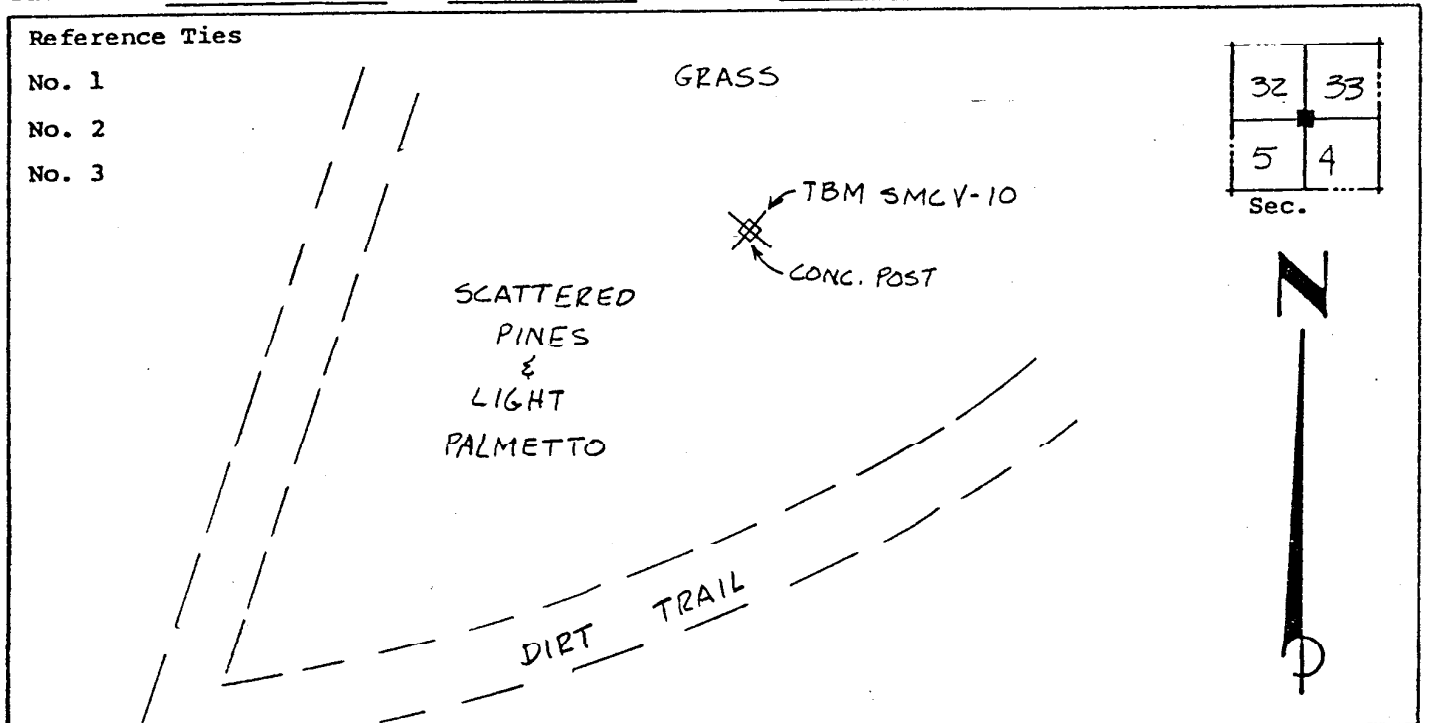 Reference Ties
No. 1
No. 2
No. 3
GRASS
32 33
5 4
Sec.
TBM SMCV-10
CONC. POST
N
SCATTERED
PINES
&
LIGHT
PALMETTO
DIRT TRAIL